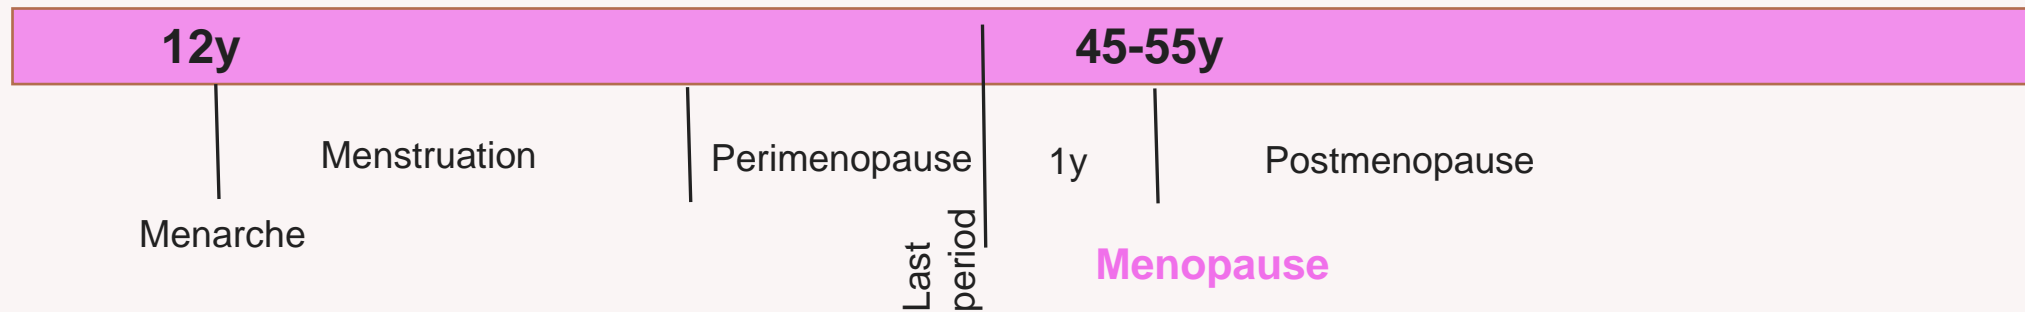 12y
45-55y
Menstruation
Perimenopause
1y
Postmenopause
Menarche
Last
period
Menopause